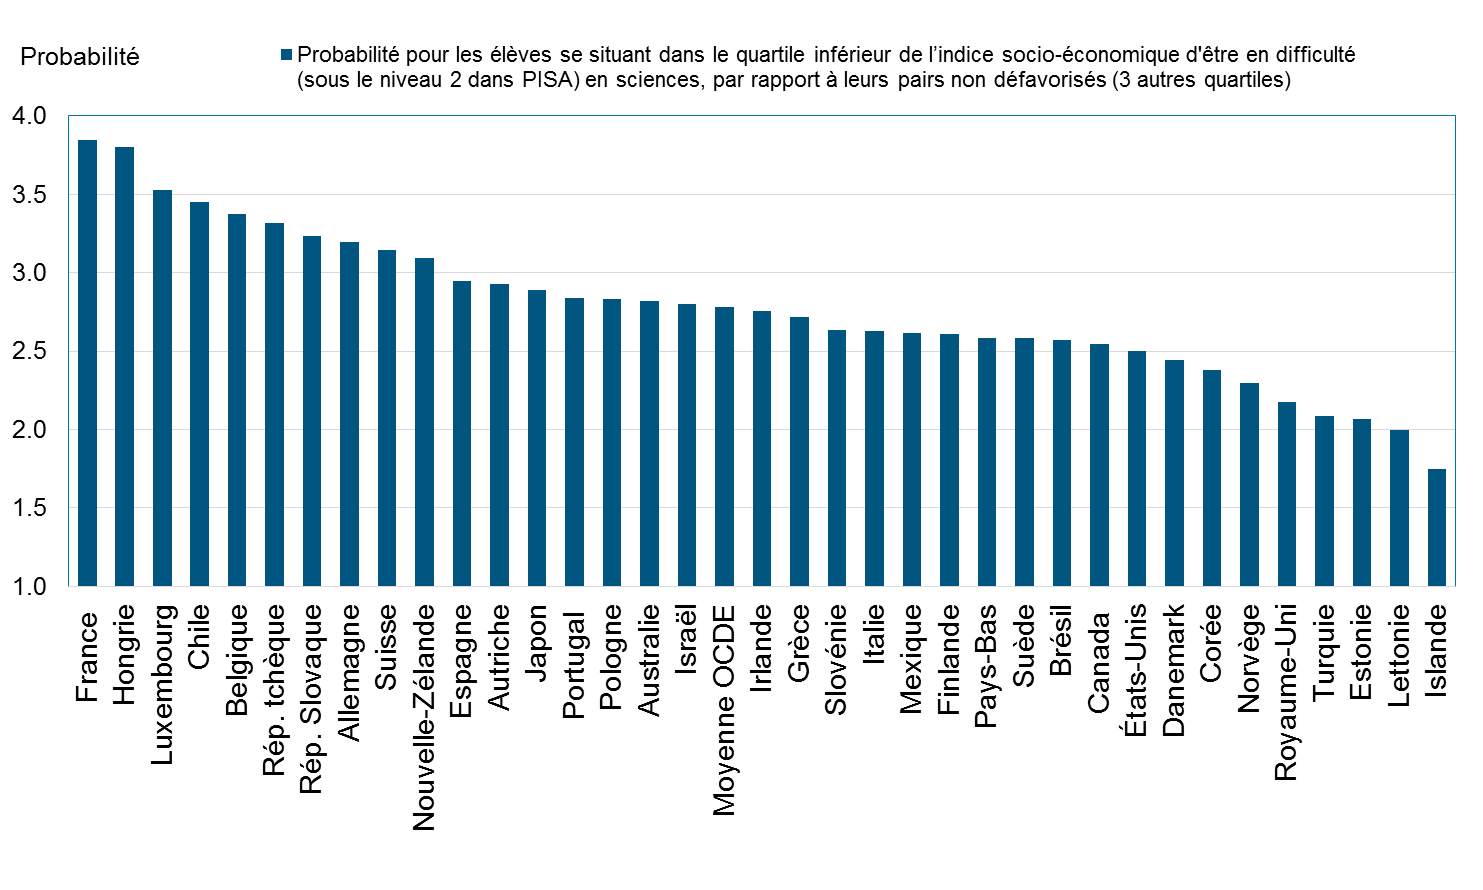 Probabilité
Probabilité pour les élèves se situant dans le quartile inférieur de l’indice socio-économique d'être en difficulté
(sous le niveau 2 dans PISA) en sciences, par rapport à leurs pairs non défavorisés (3 autres quartiles)
4.0
3.5
3.0
2.5
2.0
1.5
1.0
France
Hongrie
Luxembourg
Chile
Belgique
Rép. tchèque
Rép. Slovaque
Allemagne
Suisse
Nouvelle-Zélande
Espagne
Autriche
Japon
Portugal
Pologne
Australie
Israël
Moyenne OCDE
Irlande
Grèce
Slovénie
Italie
Mexique
Finlande
Pays-Bas
Suède
Brésil
Canada
États-Unis
Danemark
Corée
Norvège
Royaume-Uni
Turquie
Estonie
Lettonie
Islande